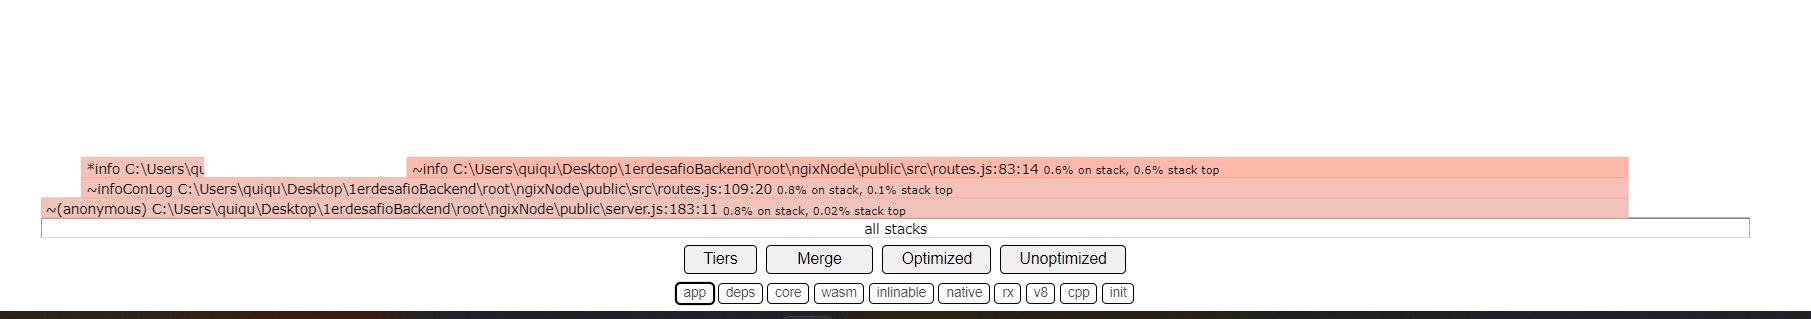 *info C:\Users\qu
~info C:\Users\quiqu\Desktop\1erdesafioBackend\root\ngixNode\public\src\routes.js:83:14 0.6% on stack, 0.6% stack top
~infoConLog C:\Users\quiqu\Desktop\1erdesafioBackend\root\ngixNode\public\src\routes.js:109:20 0.8% on stack, 0.1% stack top
~(anonymous) C:\Users\quiqu\Desktop\1erdesafioBackend\root\ngixNode\public\server.js:183:11 0.8% on stack, 0.02% stack top
all stacks
Tiers Merge Optimized Unoptimized
app deps core wasm inlinable native rx v8 cpp init